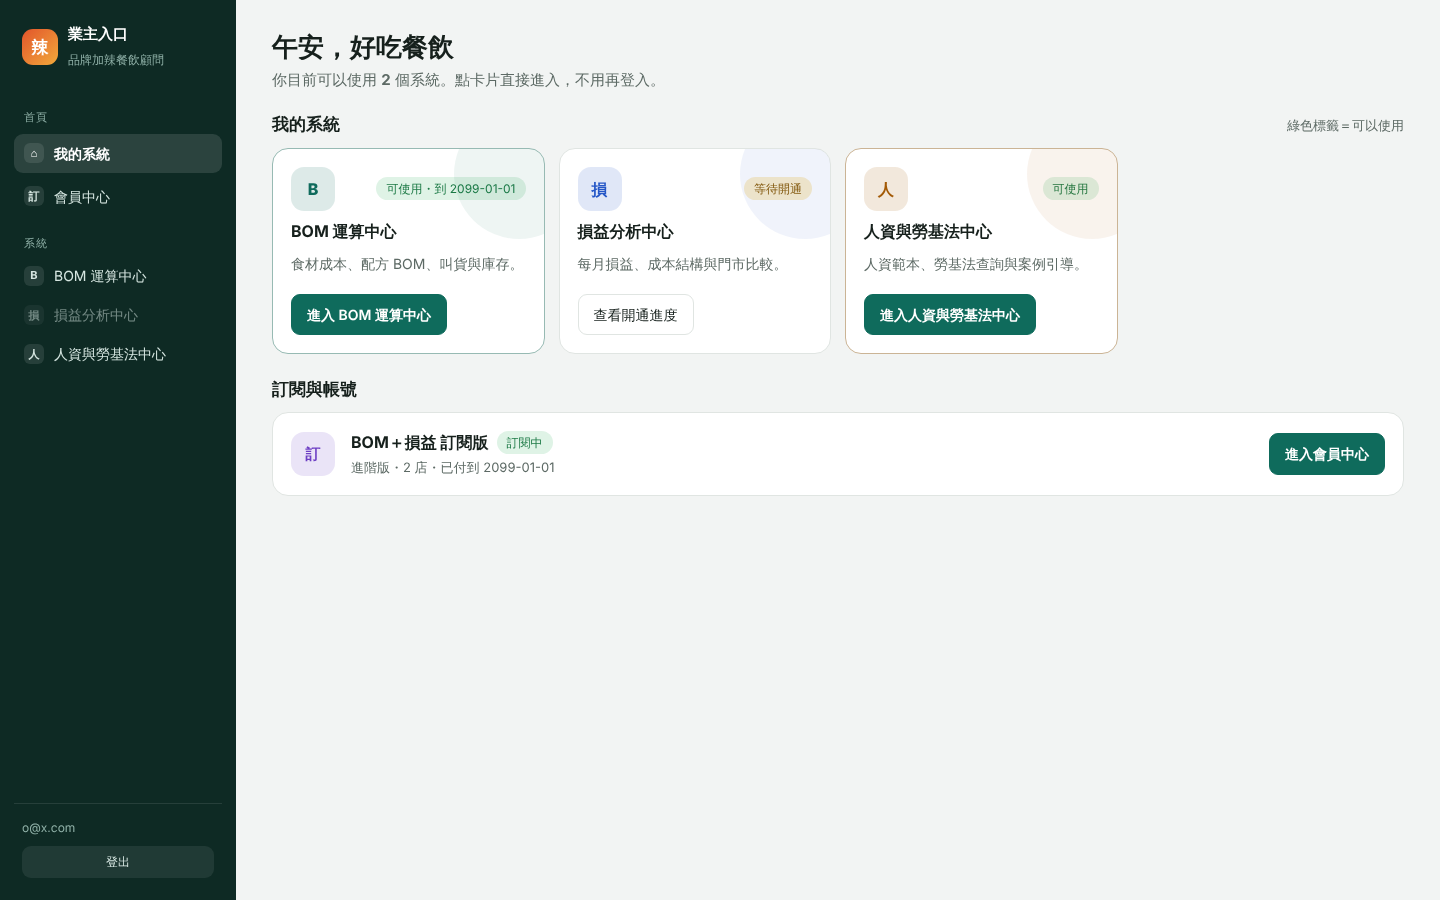 辣
業主入口
品牌加辣餐飲顧問
首頁
⌂ 我的系統
訂 會員中心
系統
B BOM 運算中心
損 損益分析中心
人 人資與勞基法中心
o@x.com
登出
午安，好吃餐飲
你目前可以使用 2 個系統。點卡片直接進入，不用再登入。
我的系統
綠色標籤＝可以使用
B
可使用・到 2099-01-01
BOM 運算中心
食材成本、配方 BOM、叫貨與庫存。
進入 BOM 運算中心
損
等待開通
損益分析中心
每月損益、成本結構與門市比較。
查看開通進度
人
可使用
人資與勞基法中心
人資範本、勞基法查詢與案例引導。
進入人資與勞基法中心
訂閱與帳號
訂
BOM＋損益 訂閱版 訂閱中
進階版・2 店・已付到 2099-01-01
進入會員中心